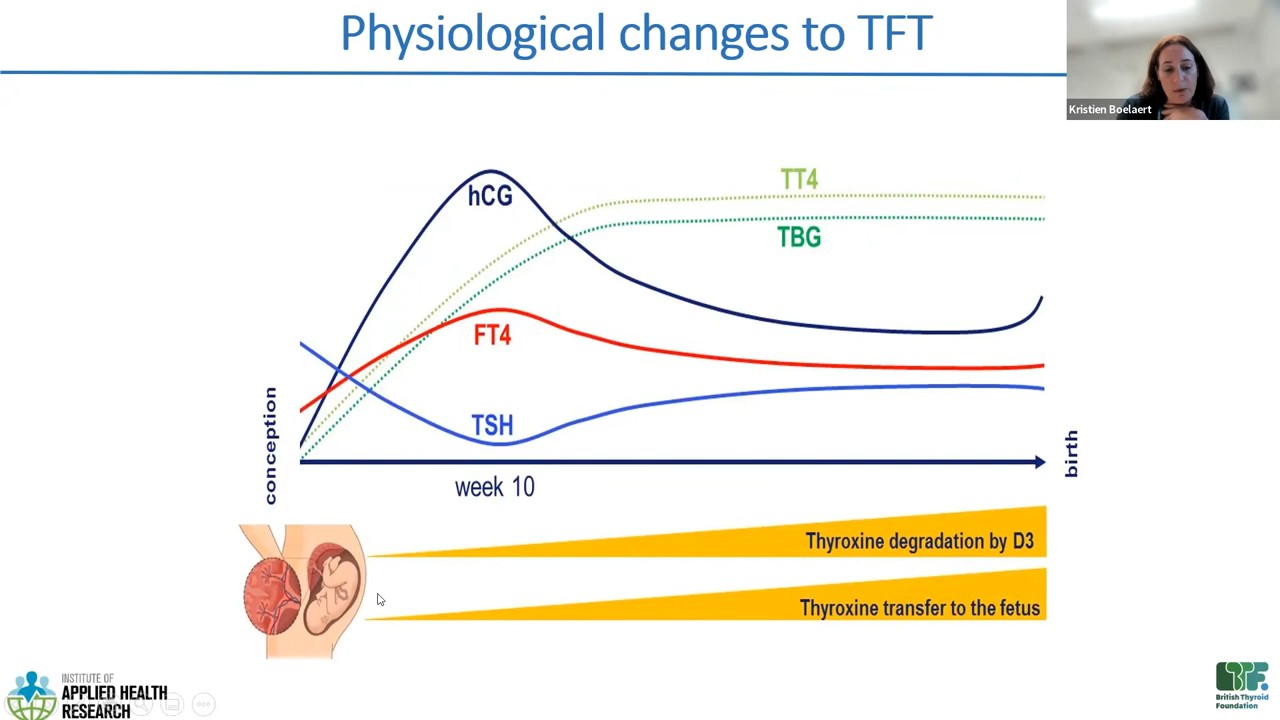 Physiological changes to TFT
Kristien Boelaert
hCG
TT4
TBG
FT4
TSH
conception
birth
week 10
Thyroxine degradation by D3
Thyroxine transfer to the fetus
INSTITUTE OF
APPLIED HEALTH
RESEARCH
BTF.
British Thyroid
Foundation